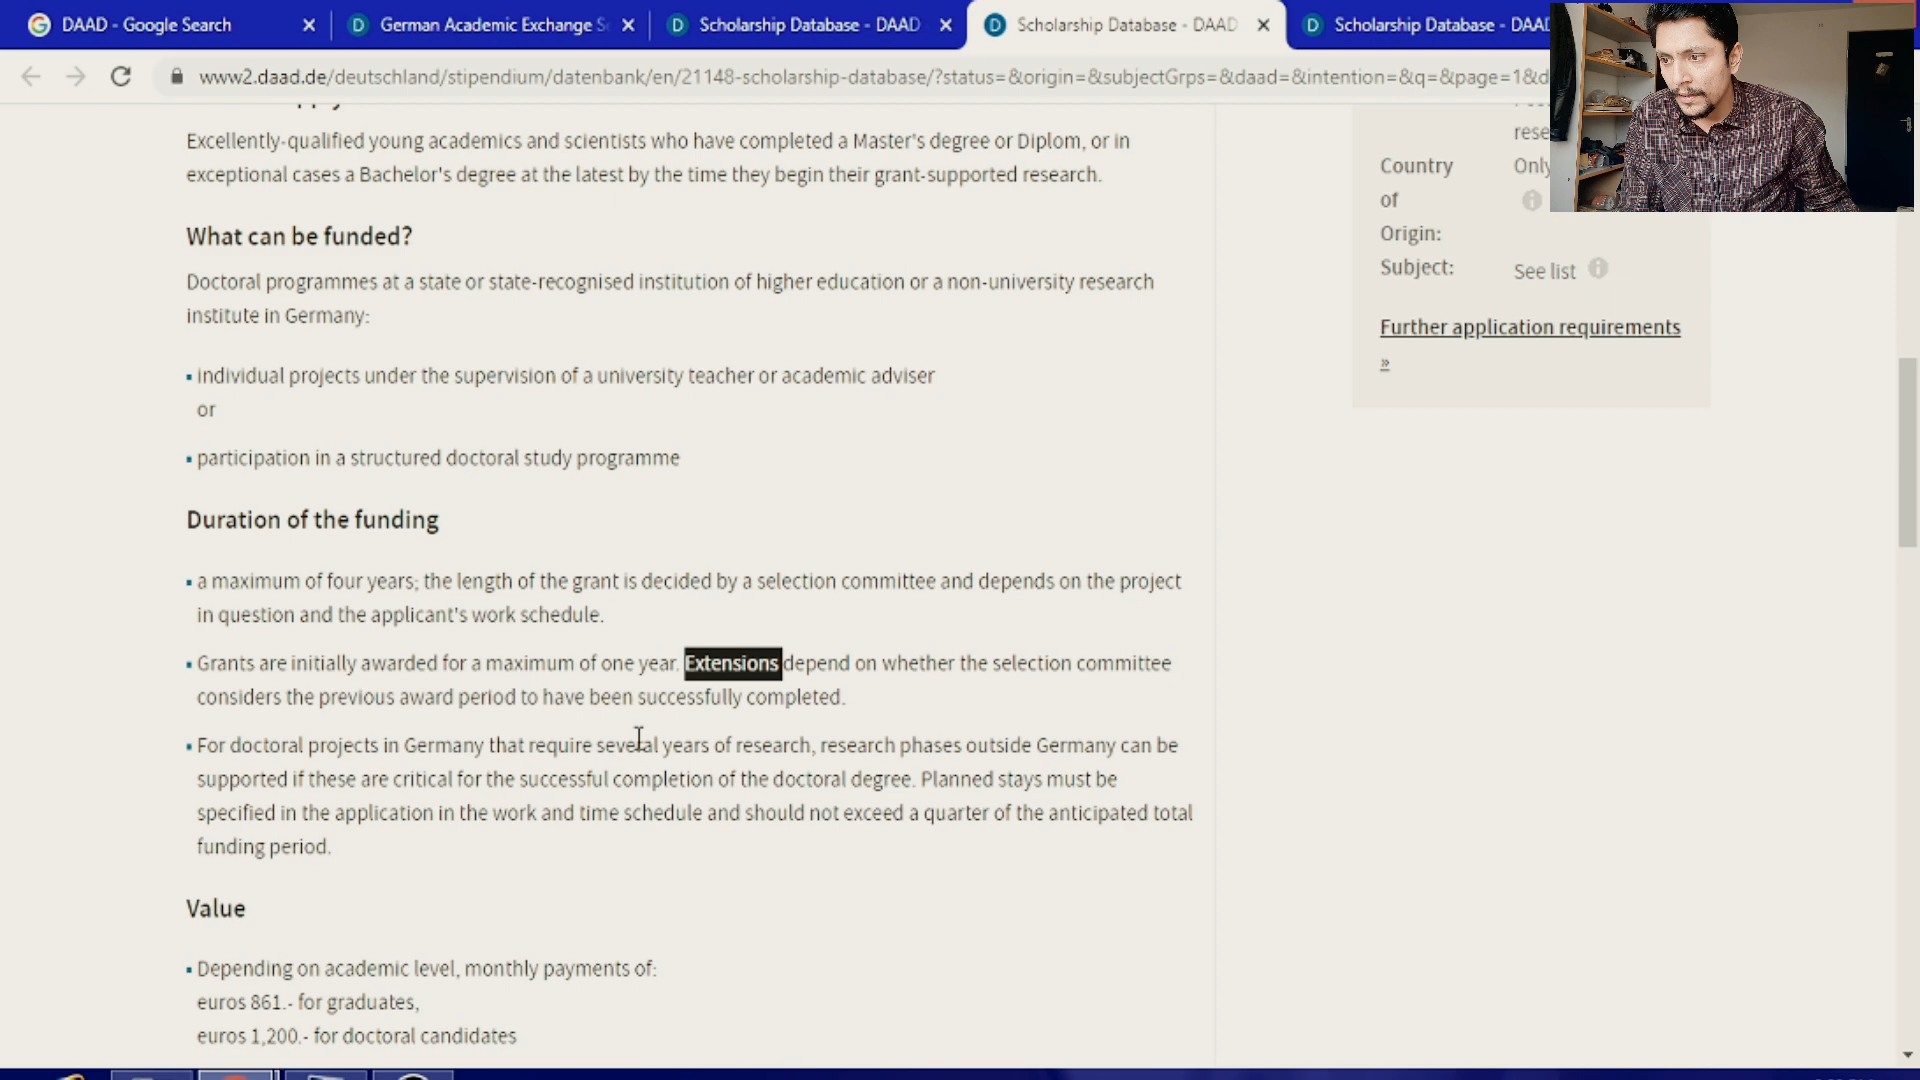 DAAD - Google Search
German Academic Exchange S
Scholarship Database - DAAD
Scholarship Database - DAAD
Scholarship Database - DAAD
www2.daad.de/deutschland/stipendium/datenbank/en/21148-scholarship-database/?status=&origin=&subjectGrps=&daad=&intention=&q=&page=1&d
Excellently-qualified young academics and scientists who have completed a Master's degree or Diplom, or in
exceptional cases a Bachelor's degree at the latest by the time they begin their grant-supported research.
What can be funded?
Doctoral programmes at a state or state-recognised institution of higher education or a non-university research
institute in Germany:
▪ individual projects under the supervision of a university teacher or academic adviser
or
▪ participation in a structured doctoral study programme
Duration of the funding
▪ a maximum of four years; the length of the grant is decided by a selection committee and depends on the project
in question and the applicant's work schedule.
▪ Grants are initially awarded for a maximum of one year. Extensions depend on whether the selection committee
considers the previous award period to have been successfully completed.
▪ For doctoral projects in Germany that require several years of research, research phases outside Germany can be
supported if these are critical for the successful completion of the doctoral degree. Planned stays must be
specified in the application in the work and time schedule and should not exceed a quarter of the anticipated total
funding period.
Value
▪ Depending on academic level, monthly payments of:
euros 861.- for graduates,
euros 1,200.- for doctoral candidates
rese
Country Only
of
Origin:
Subject: See list
Further application requirements
»